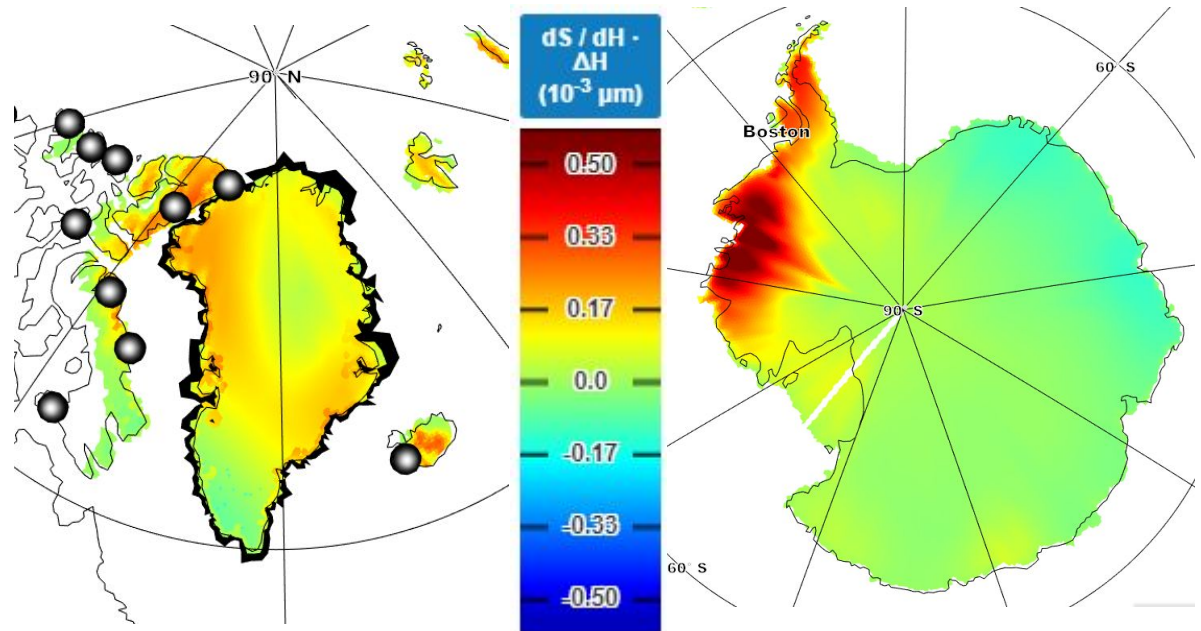 90° N
dS / dH ·
ΔH
(10⁻³ μm)
0.50
0.33
0.17
0.0
-0.17
-0.33
-0.50
60° S
Boston
90° S
60° S